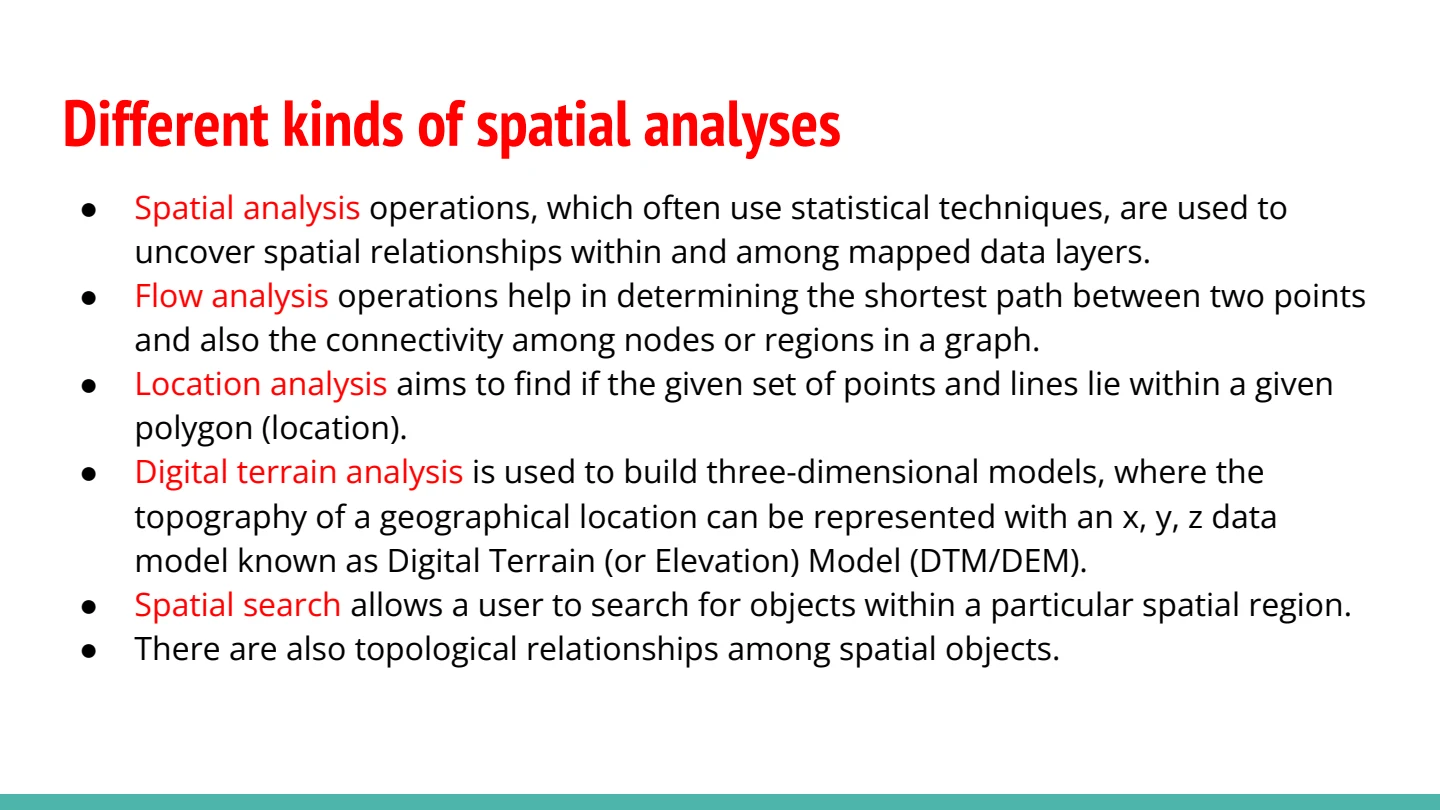 Different kinds of spatial analyses
● Spatial analysis operations, which often use statistical techniques, are used to
uncover spatial relationships within and among mapped data layers.
● Flow analysis operations help in determining the shortest path between two points
and also the connectivity among nodes or regions in a graph.
● Location analysis aims to find if the given set of points and lines lie within a given
polygon (location).
● Digital terrain analysis is used to build three-dimensional models, where the
topography of a geographical location can be represented with an x, y, z data
model known as Digital Terrain (or Elevation) Model (DTM/DEM).
● Spatial search allows a user to search for objects within a particular spatial region.
● There are also topological relationships among spatial objects.